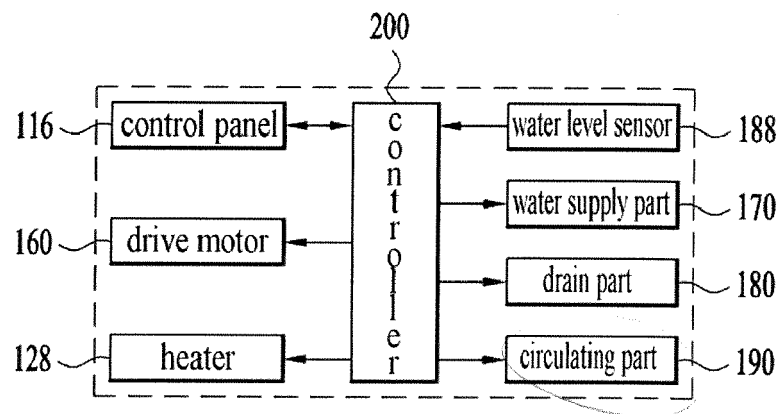 200
116 control panel
controller
water level sensor 188
water supply part 170
160 drive motor
drain part 180
128 heater
circulating part 190